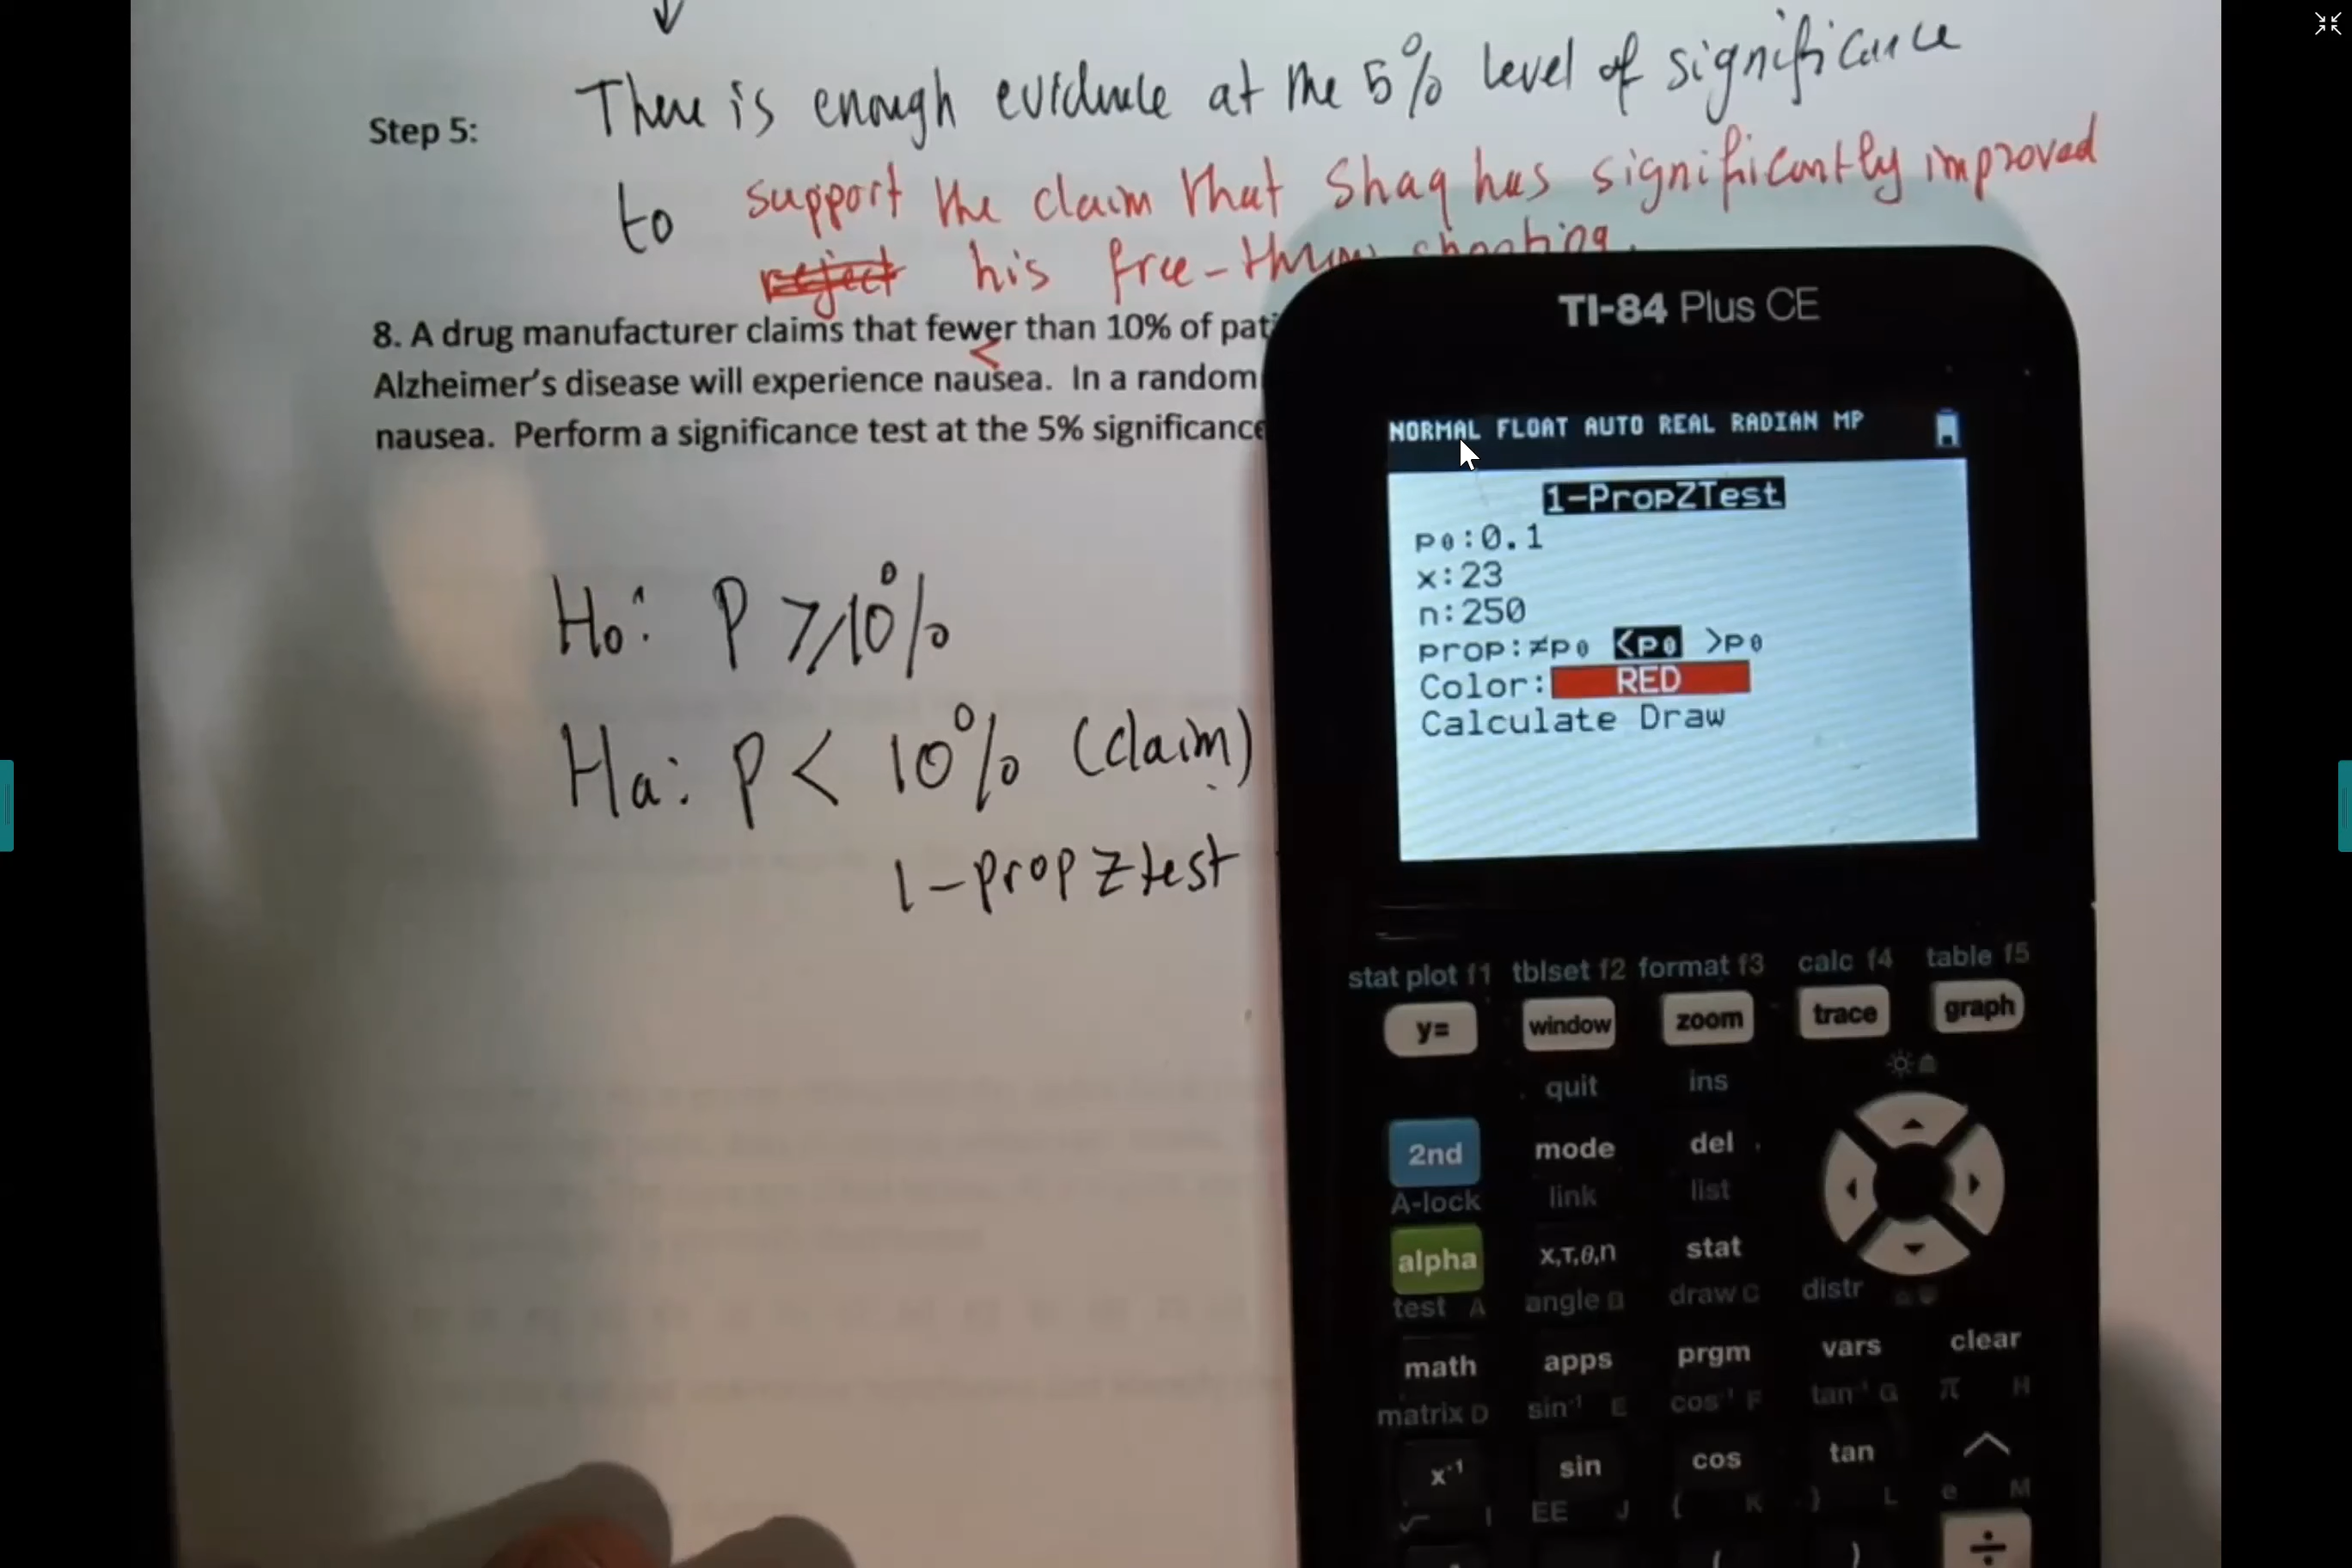 There is enough evidence at the 5% level of significance
Step 5:
to support the claim that Shaq has significantly improved
reject his free-throw shooting.
8. A drug manufacturer claims that fewer than 10% of
<
Alzheimer's disease will experience nausea. In a random
nausea. Perform a significance test at the 5% significance
H₀: P ≥ 10%
Ha: P < 10% (claim)
1-Prop Z test
TI-84 Plus CE
NORMAL FLOAT AUTO REAL RADIAN MP
1-PropZTest
p₀:0.1
x:23
n:250
prop:≠p₀ <p₀ >p₀
Color: RED
Calculate Draw
stat plot f1 tblset f2 format f3 calc f4 table f5
y= window zoom trace graph
quit ins
2nd mode del
A-lock link list
alpha X,T,θ,n stat
test A angle B draw C distr
math apps prgm vars clear
matrix D sin⁻¹ E cos⁻¹ F tan⁻¹ G π H
x⁻¹ sin cos tan ^
√ I EE J { K } L e M
( ) ÷